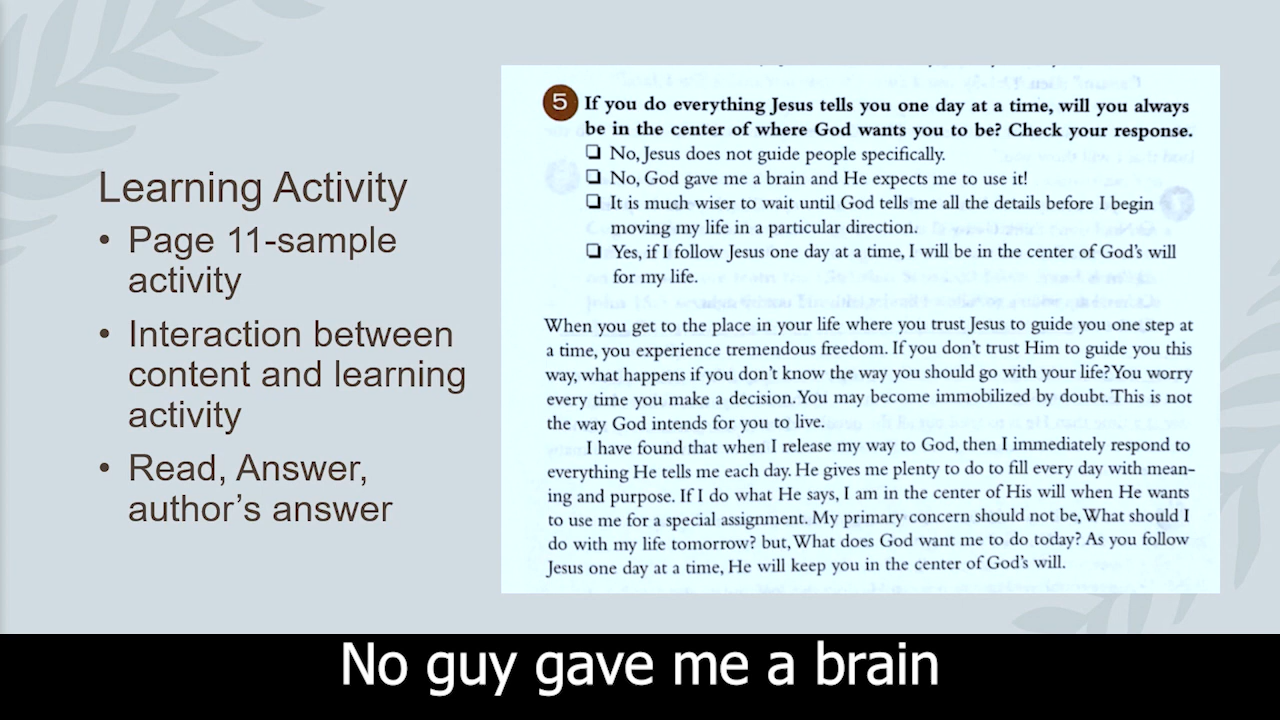 Learning Activity
• Page 11-sample
activity
• Interaction between
content and learning
activity
• Read, Answer,
author’s answer
5 If you do everything Jesus tells you one day at a time, will you always
be in the center of where God wants you to be? Check your response.
❏ No, Jesus does not guide people specifically.
❏ No, God gave me a brain and He expects me to use it!
❏ It is much wiser to wait until God tells me all the details before I begin
moving my life in a particular direction.
❏ Yes, if I follow Jesus one day at a time, I will be in the center of God’s will
for my life.
When you get to the place in your life where you trust Jesus to guide you one step at
a time, you experience tremendous freedom. If you don’t trust Him to guide you this
way, what happens if you don’t know the way you should go with your life? You worry
every time you make a decision. You may become immobilized by doubt. This is not
the way God intends for you to live.
I have found that when I release my way to God, then I immediately respond to
everything He tells me each day. He gives me plenty to do to fill every day with mean-
ing and purpose. If I do what He says, I am in the center of His will when He wants
to use me for a special assignment. My primary concern should not be, What should I
do with my life tomorrow? but, What does God want me to do today? As you follow
Jesus one day at a time, He will keep you in the center of God’s will.
No guy gave me a brain